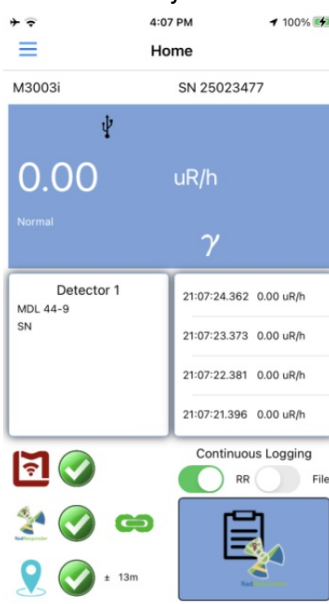 4:07 PM 100%
Home
M3003i SN 25023477
0.00 uR/h
Normal
γ
Detector 1
MDL 44-9
SN
21:07:24.362 0.00 uR/h
21:07:23.373 0.00 uR/h
21:07:22.381 0.00 uR/h
21:07:21.396 0.00 uR/h
Continuous Logging
RR File
RadResponder
± 13m